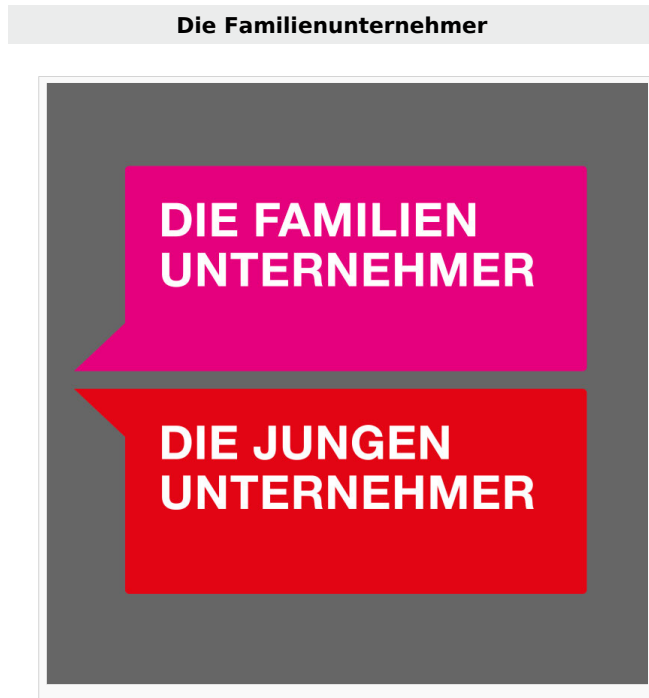 Die Familienunternehmer
DIE FAMILIEN
UNTERNEHMER
DIE JUNGEN
UNTERNEHMER